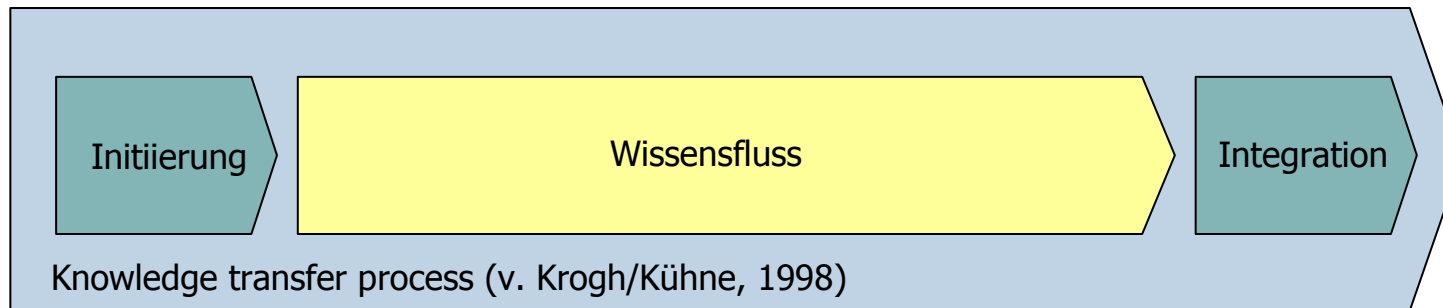 Initiierung
Wissensfluss
Integration
Knowledge transfer process (v. Krogh/Kühne, 1998)